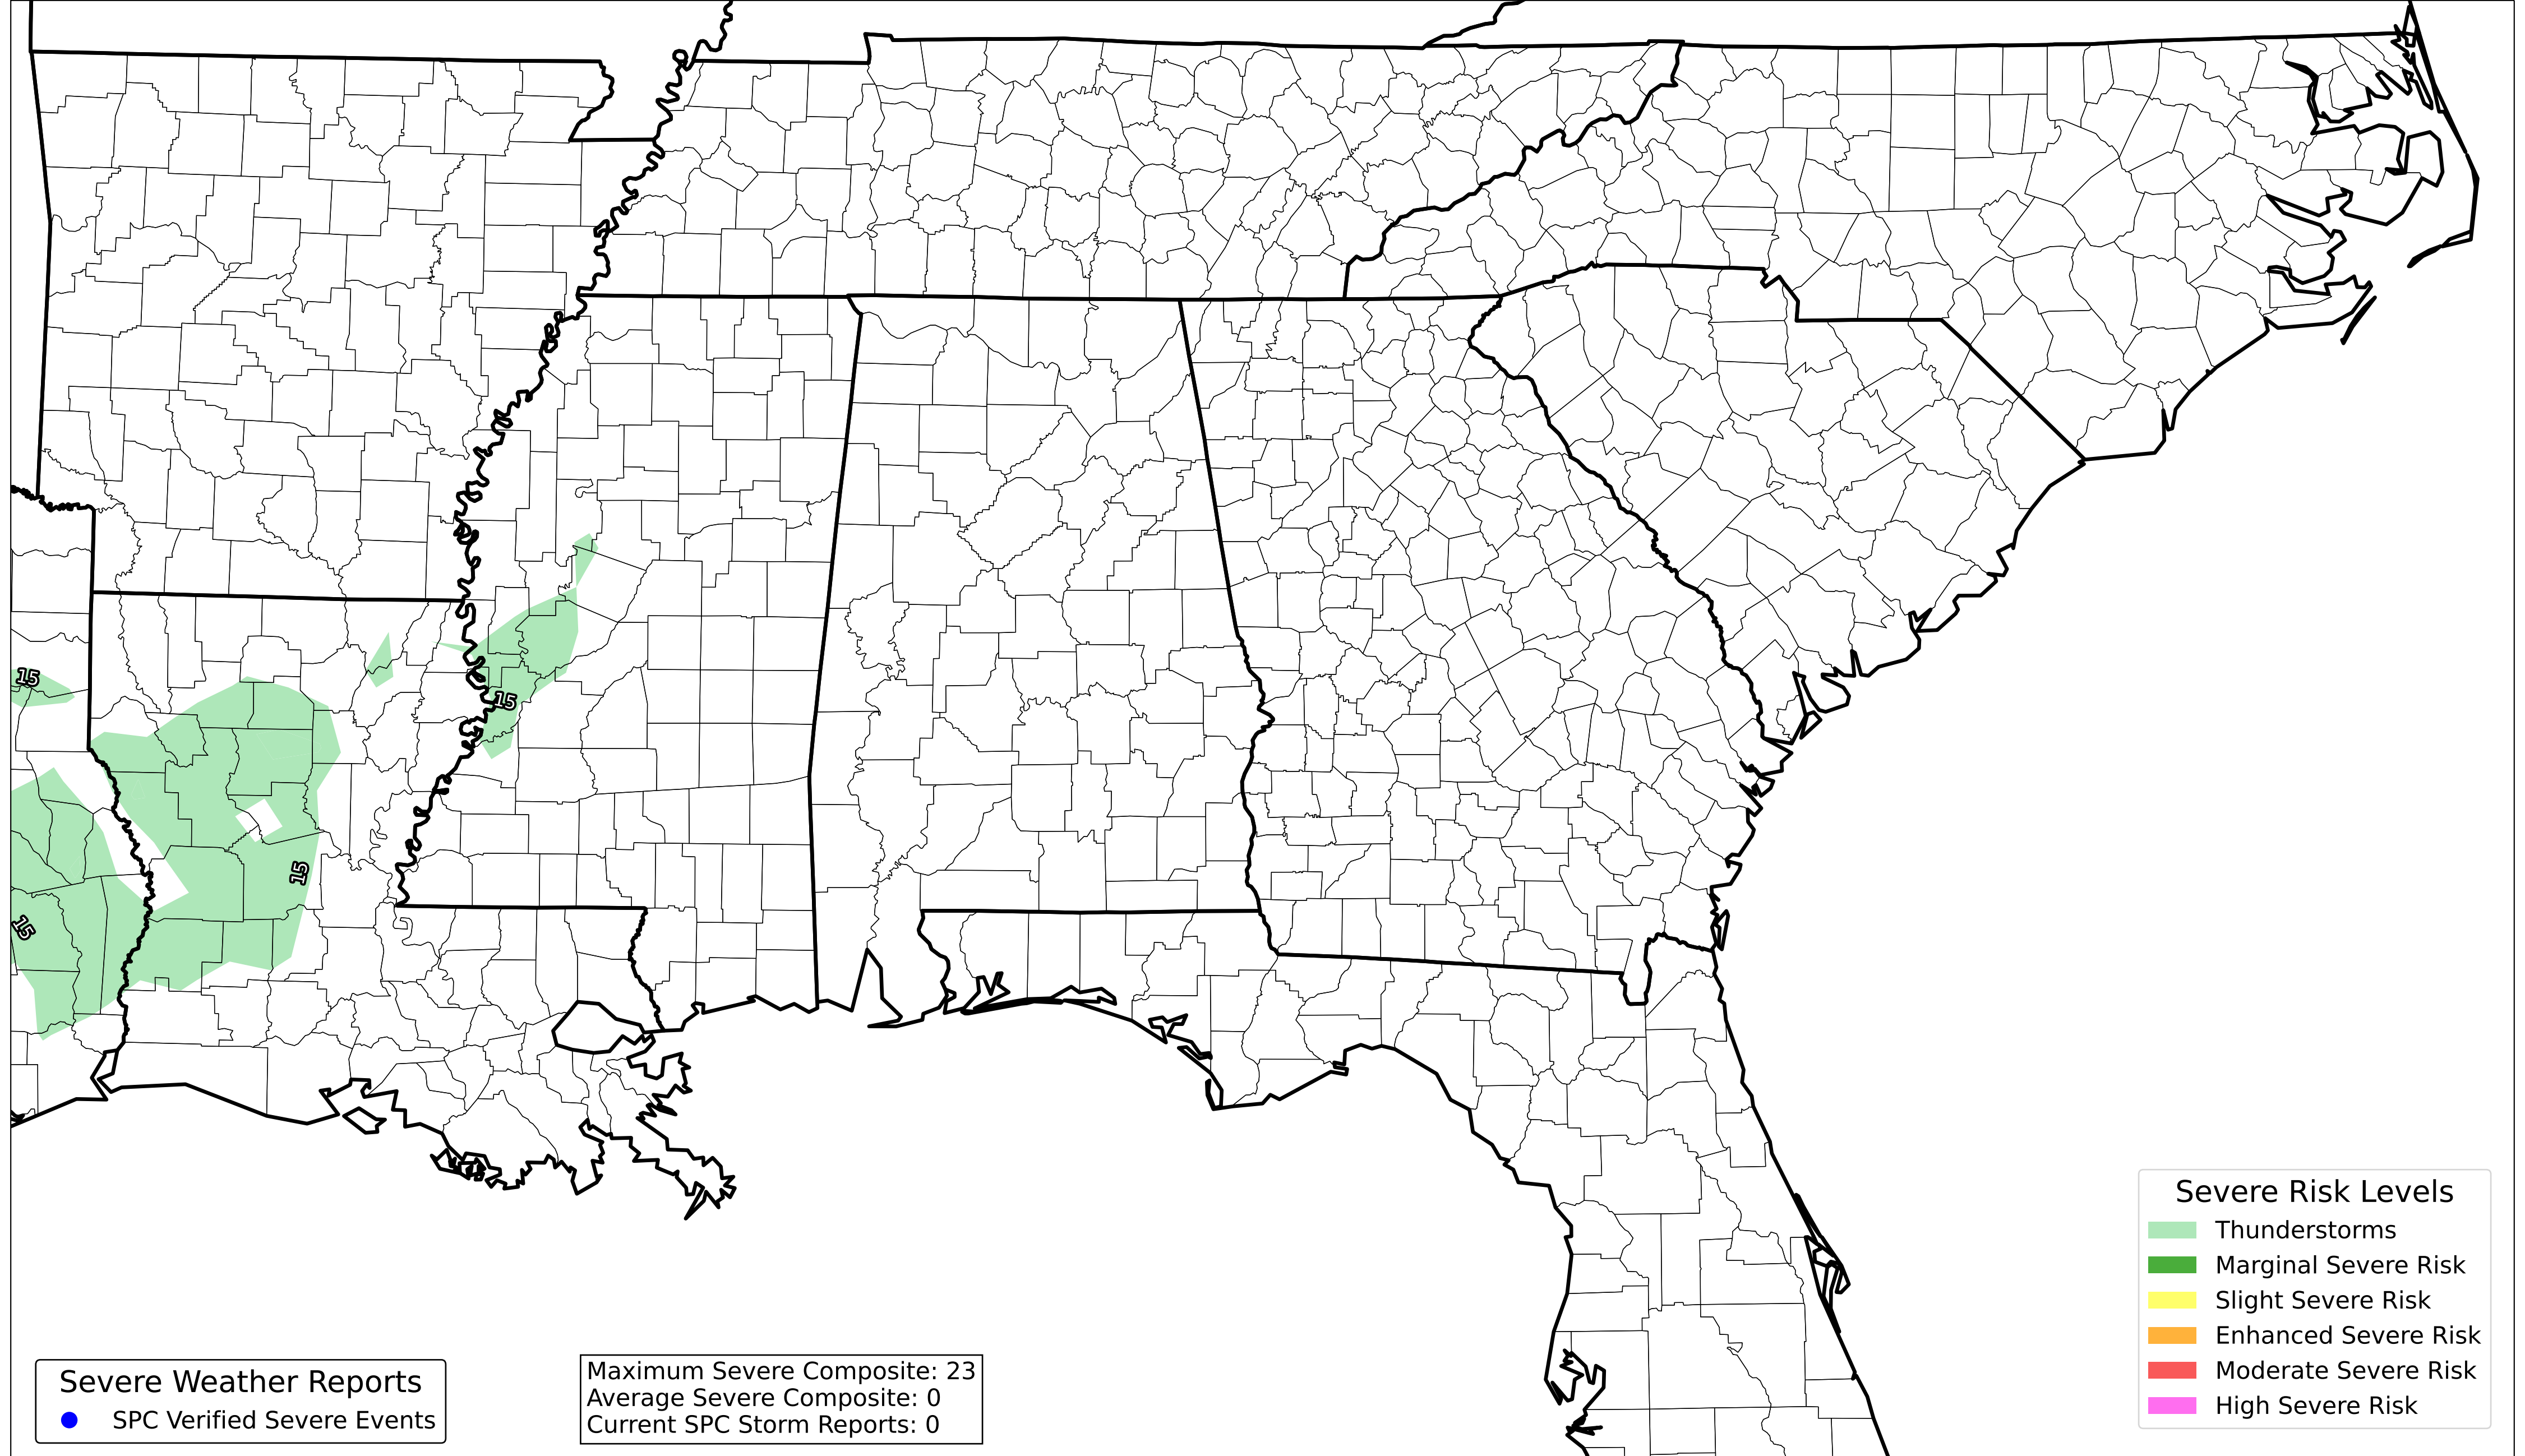 15
15
15
15
Severe Risk Levels
Thunderstorms
Marginal Severe Risk
Slight Severe Risk
Enhanced Severe Risk
Moderate Severe Risk
High Severe Risk
Severe Weather Reports
SPC Verified Severe Events
Maximum Severe Composite: 23
Average Severe Composite: 0
Current SPC Storm Reports: 0